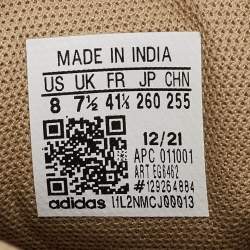 MADE IN INDIA
US UK FR JP CHN
8 7½ 41⅓ 260 255
12/21
APC 011001
ART EG6462
#129264884
adidas I1L2NMCJ00013